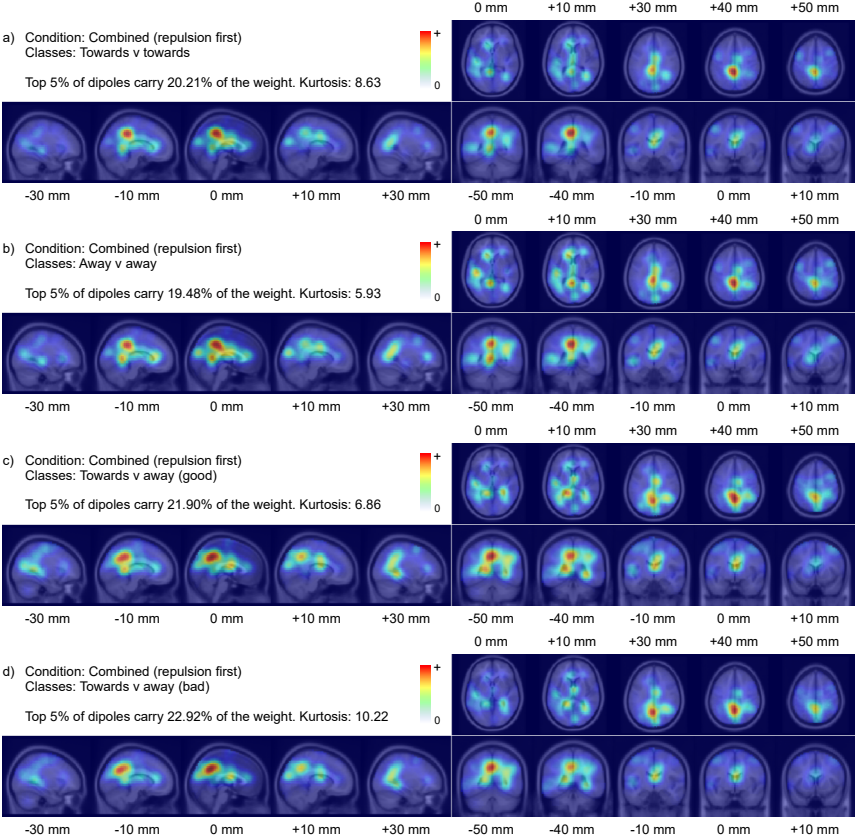 0 mm +10 mm +30 mm +40 mm +50 mm
a) Condition: Combined (repulsion first)
Classes: Towards v towards
Top 5% of dipoles carry 20.21% of the weight. Kurtosis: 8.63
+
0
-30 mm -10 mm 0 mm +10 mm +30 mm -50 mm -40 mm -10 mm 0 mm +10 mm
0 mm +10 mm +30 mm +40 mm +50 mm
b) Condition: Combined (repulsion first)
Classes: Away v away
Top 5% of dipoles carry 19.48% of the weight. Kurtosis: 5.93
+
0
-30 mm -10 mm 0 mm +10 mm +30 mm -50 mm -40 mm -10 mm 0 mm +10 mm
0 mm +10 mm +30 mm +40 mm +50 mm
c) Condition: Combined (repulsion first)
Classes: Towards v away (good)
Top 5% of dipoles carry 21.90% of the weight. Kurtosis: 6.86
+
0
-30 mm -10 mm 0 mm +10 mm +30 mm -50 mm -40 mm -10 mm 0 mm +10 mm
0 mm +10 mm +30 mm +40 mm +50 mm
d) Condition: Combined (repulsion first)
Classes: Towards v away (bad)
Top 5% of dipoles carry 22.92% of the weight. Kurtosis: 10.22
+
0
-30 mm -10 mm 0 mm +10 mm +30 mm -50 mm -40 mm -10 mm 0 mm +10 mm